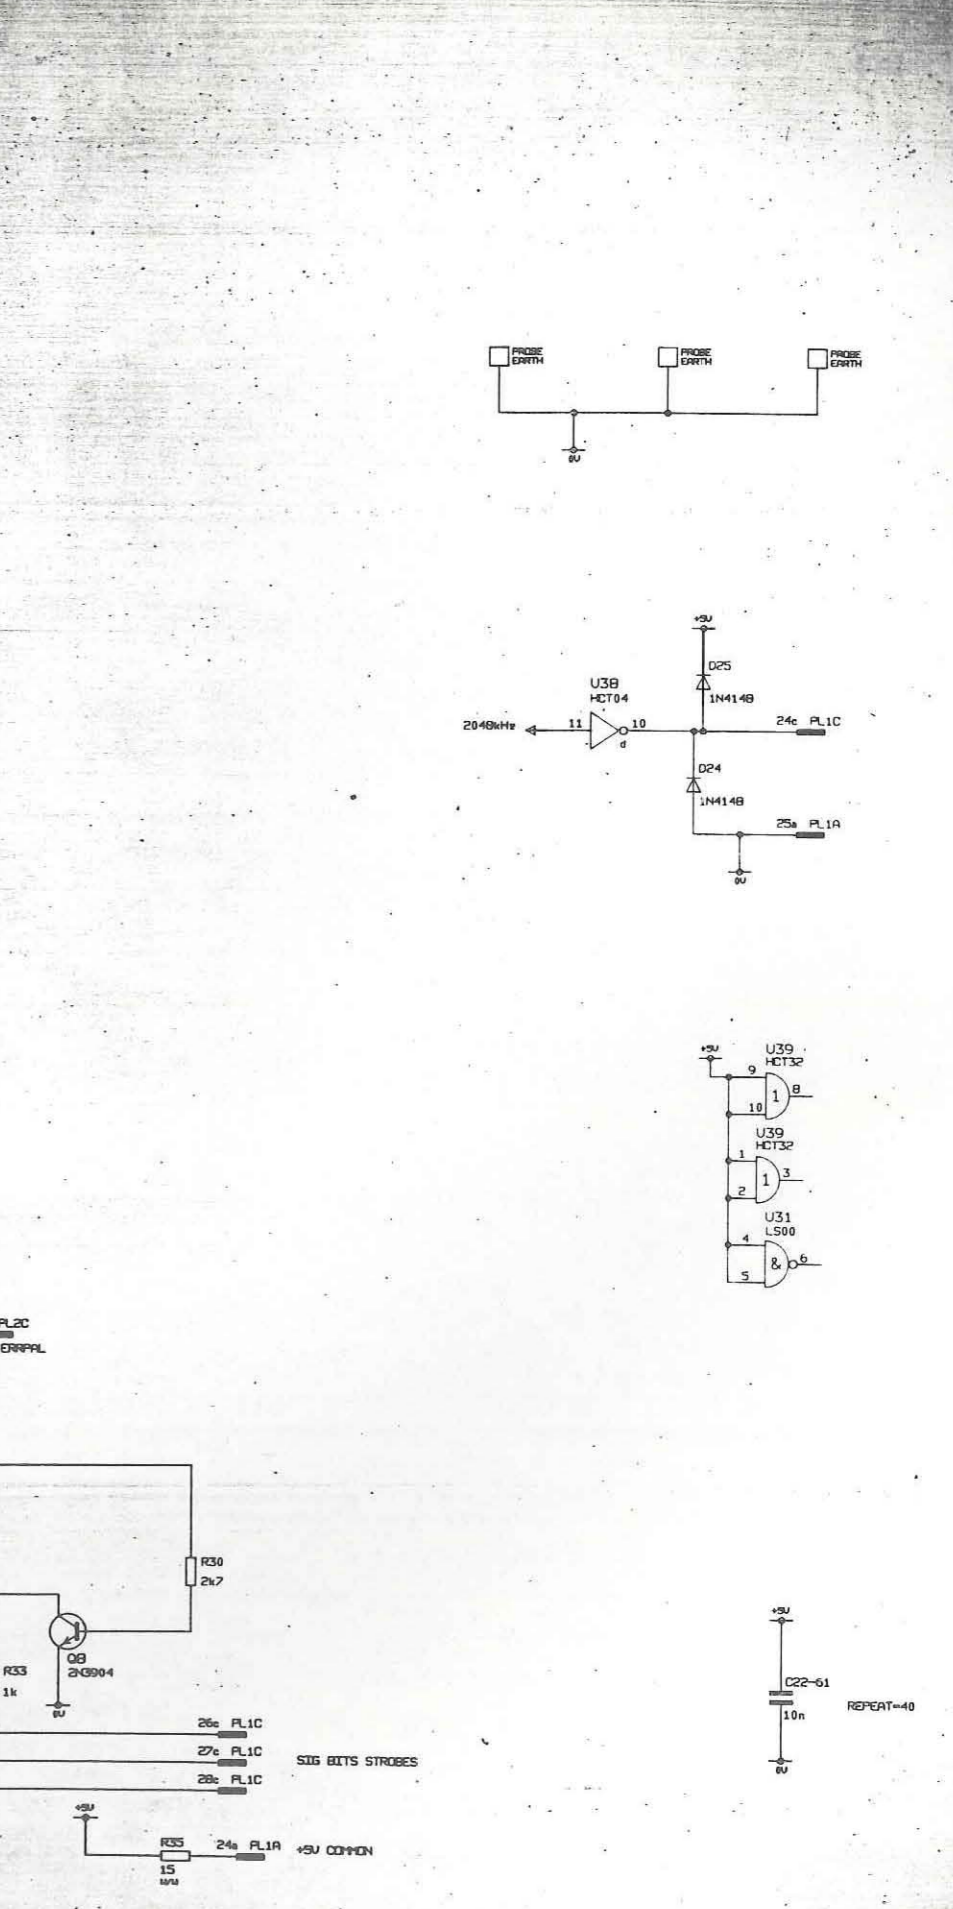 PROBE EARTH
PROBE EARTH
PROBE EARTH
0V
+5V
D25
1N4148
U38
HCT04
2048kHz
11
10
d
24c PL1C
D24
1N4148
25a PL1A
0V
+5V
U39
HCT32
9
10
1
8
U39
HCT32
1
2
1
3
U31
LS00
4
5
&
6
PL2C
ERRPAL
R30
2k7
Q8
2N3904
R33
1k
0V
26c PL1C
27c PL1C
28c PL1C
SIG BITS STROBES
+5V
R35
15
W/W
24a PL1A
+5V COMMON
+5V
C22-61
10n
REPEAT=40
0V